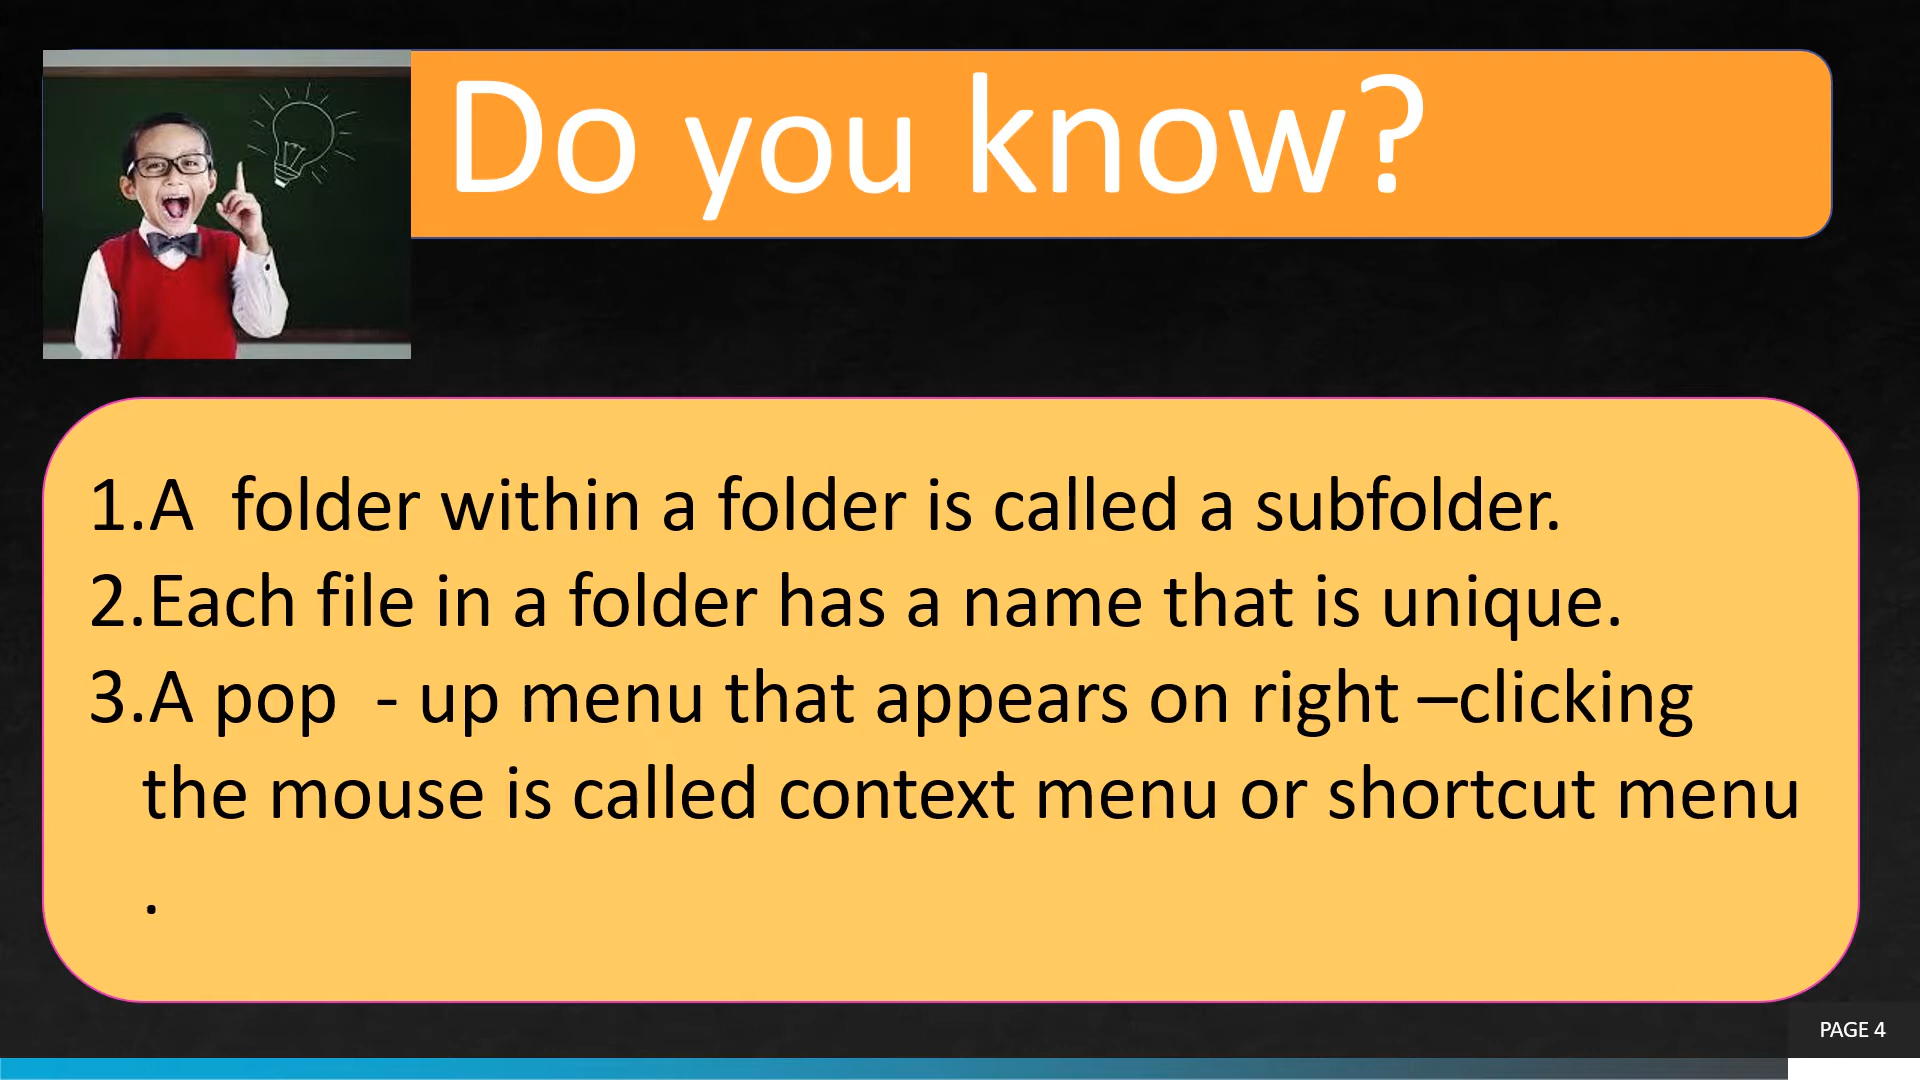 Do you know?
1.A  folder within a folder is called a subfolder.
2.Each file in a folder has a name that is unique.
3.A pop  - up menu that appears on right –clicking
the mouse is called context menu or shortcut menu
.
PAGE 4